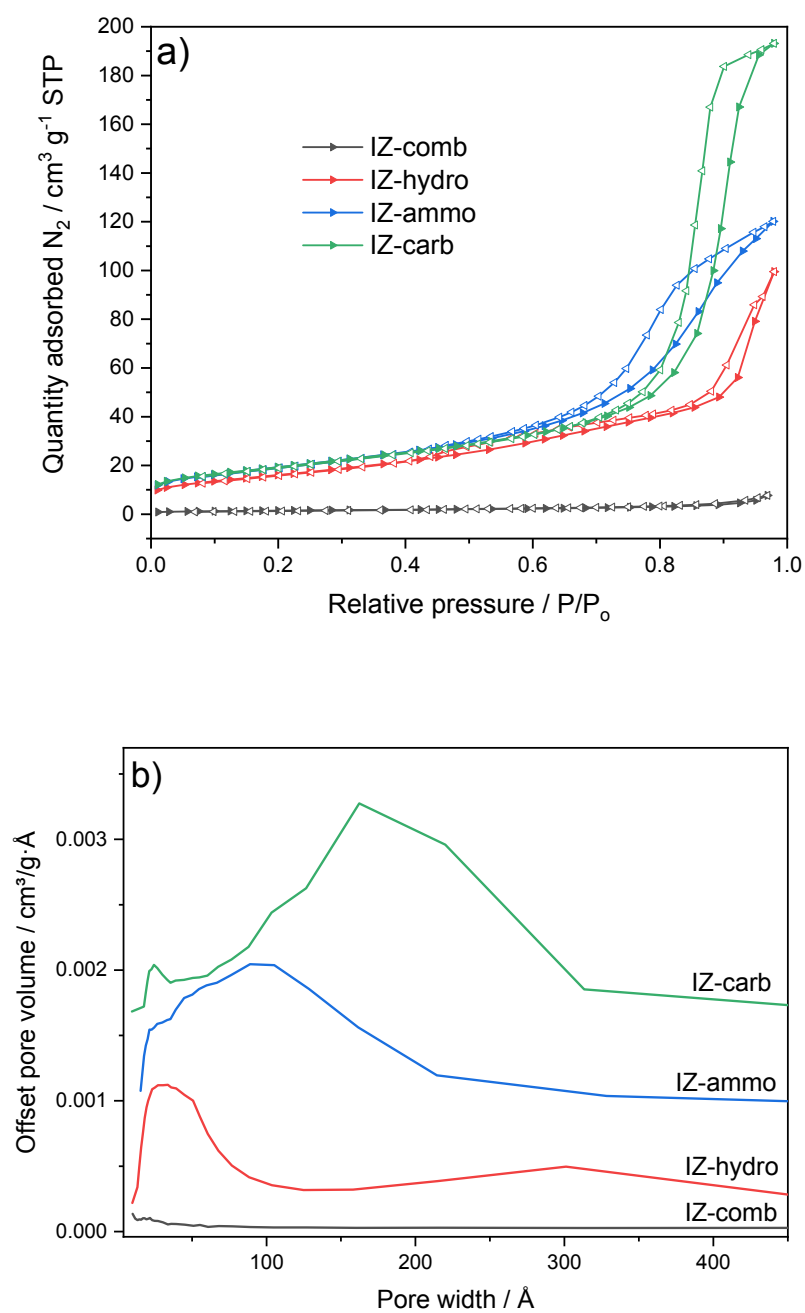 a)
200
180
160
140
120
100
80
60
40
20
0
Quantity adsorbed N₂ / cm³ g⁻¹ STP
IZ-comb
IZ-hydro
IZ-ammo
IZ-carb
0.0 0.2 0.4 0.6 0.8 1.0
Relative pressure / P/Pₒ
b)
0.003
0.002
0.001
0.000
Offset pore volume / cm³/g·Å
IZ-carb
IZ-ammo
IZ-hydro
IZ-comb
100 200 300 400
Pore width / Å